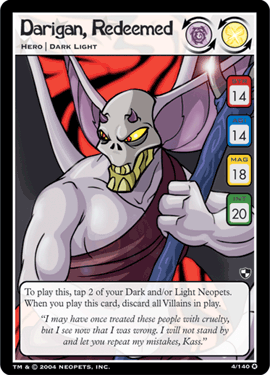 Darigan, Redeemed
HERO | DARK LIGHT
14
14
MAG
18
20
To play this, tap 2 of your Dark and/or Light Neopets.
When you play this card, discard all Villains in play.
"I may have once treated these people with cruelty,
but I see now that I was wrong. I will not stand by
and let you repeat my mistakes, Kass."
TM & © 2004 NEOPETS, INC.
4/140